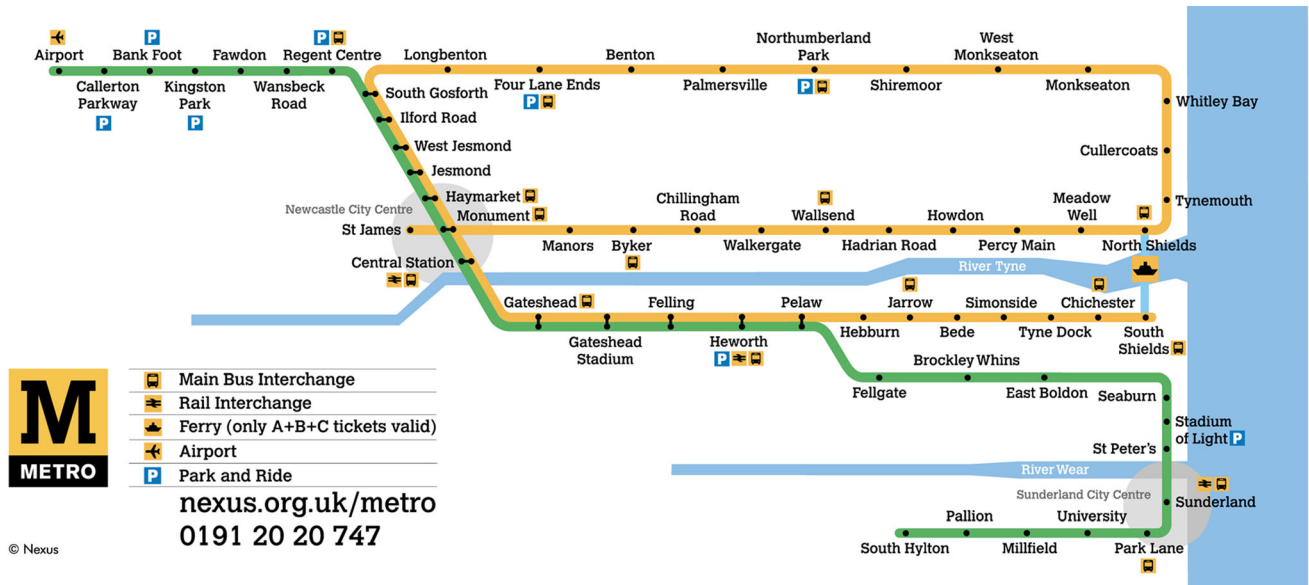 Airport
Bank Foot
Fawdon
Regent Centre
Callerton
Parkway
Kingston
Park
Wansbeck
Road
Longbenton
Four Lane Ends
Benton
Palmersville
Northumberland
Park
Shiremoor
West
Monkseaton
Monkseaton
Whitley Bay
Cullercoats
Tynemouth
South Gosforth
Ilford Road
West Jesmond
Jesmond
Haymarket
Newcastle City Centre
Monument
St James
Central Station
Manors
Byker
Chillingham
Road
Walkergate
Wallsend
Hadrian Road
Howdon
Percy Main
Meadow
Well
North Shields
River Tyne
Gateshead
Gateshead
Stadium
Felling
Heworth
Pelaw
Hebburn
Jarrow
Bede
Simonside
Tyne Dock
Chichester
South
Shields
Fellgate
Brockley Whins
East Boldon
Seaburn
Stadium
of Light
St Peter's
River Wear
Sunderland City Centre
Sunderland
Park Lane
University
Millfield
Pallion
South Hylton
P
P
P
P
P
P
P
P
M
METRO
Main Bus Interchange
Rail Interchange
Ferry (only A+B+C tickets valid)
Airport
P Park and Ride
nexus.org.uk/metro
0191 20 20 747
© Nexus